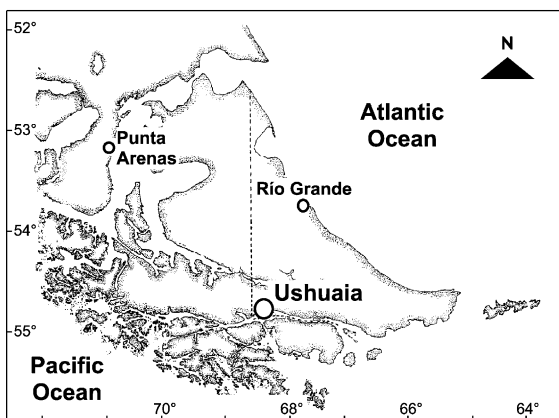 52°
N
Atlantic
Ocean
53°
Punta
Arenas
Río Grande
54°
Ushuaia
55°
Pacific
Ocean
70°
68°
66°
64°